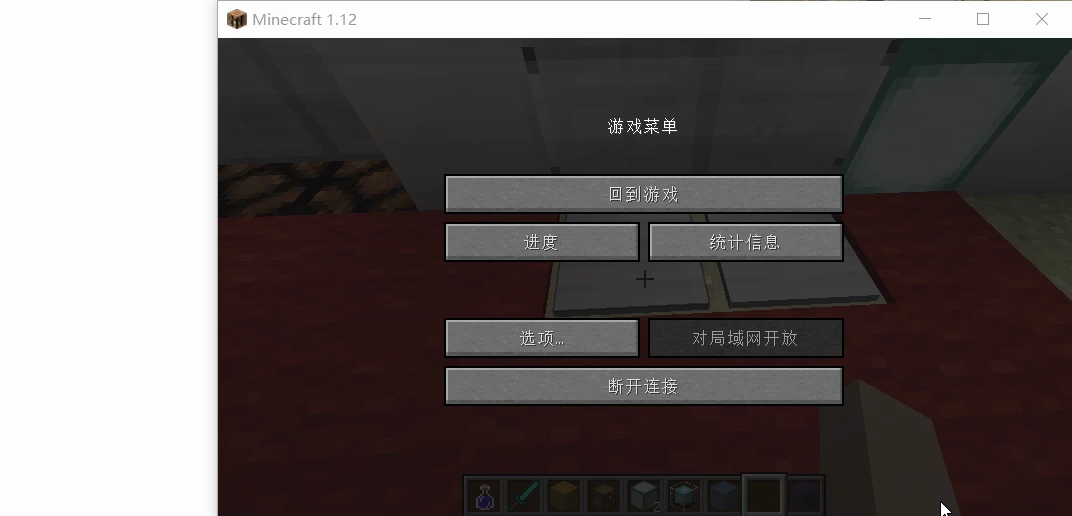 Minecraft 1.12
游戏菜单
回到游戏
进度
统计信息
选项...
对局域网开放
断开连接
2